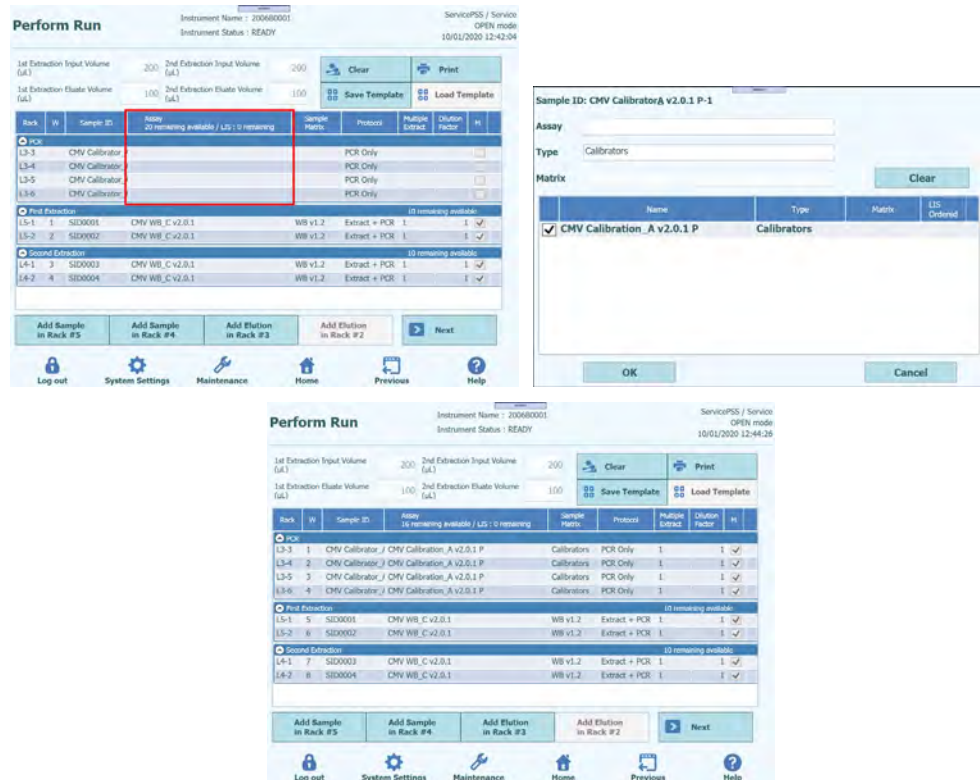 Perform Run
Instrument Name : 200680001
Instrument Status : READY
ServicePSS / Service
OPEN mode
10/01/2020 12:42:04
1st Extraction Input Volume (uL) 200 2nd Extraction Input Volume (uL) 200 Clear Print
1st Extraction Eluate Volume (uL) 100 2nd Extraction Eluate Volume (uL) 100 Save Template Load Template
Rack W Sample ID Assay 20 remaining available / LIS : 0 remaining Sample Matrix Protocol Multiple Extract Dilution Factor M
PCR
L3-3 CMV Calibrator_ PCR Only
L3-4 CMV Calibrator_ PCR Only
L3-5 CMV Calibrator_ PCR Only
L3-6 CMV Calibrator_ PCR Only
First Extraction 10 remaining available
L5-1 1 SID0001 CMV WB_C v2.0.1 WB v1.2 Extract + PCR 1 1
L5-2 2 SID0002 CMV WB_C v2.0.1 WB v1.2 Extract + PCR 1 1
Second Extraction 10 remaining available
L4-1 3 SID0003 CMV WB_C v2.0.1 WB v1.2 Extract + PCR 1 1
L4-2 4 SID0004 CMV WB_C v2.0.1 WB v1.2 Extract + PCR 1 1
Add Sample in Rack #5 Add Sample in Rack #4 Add Elution in Rack #3 Add Elution in Rack #2 Next
Log out System Settings Maintenance Home Previous Help
Sample ID: CMV CalibratorA v2.0.1 P-1
Assay
Type Calibrators
Matrix Clear
Name Type Matrix LIS Ordered
CMV Calibration_A v2.0.1 P Calibrators
OK Cancel
Perform Run
Instrument Name : 200680001
Instrument Status : READY
ServicePSS / Service
OPEN mode
10/01/2020 12:44:26
1st Extraction Input Volume (uL) 200 2nd Extraction Input Volume (uL) 200 Clear Print
1st Extraction Eluate Volume (uL) 100 2nd Extraction Eluate Volume (uL) 100 Save Template Load Template
Rack W Sample ID Assay 16 remaining available / LIS : 0 remaining Sample Matrix Protocol Multiple Extract Dilution Factor M
PCR
L3-3 1 CMV Calibrator_ CMV Calibration_A v2.0.1 P Calibrators PCR Only 1 1
L3-4 2 CMV Calibrator_ CMV Calibration_A v2.0.1 P Calibrators PCR Only 1 1
L3-5 3 CMV Calibrator_ CMV Calibration_A v2.0.1 P Calibrators PCR Only 1 1
L3-6 4 CMV Calibrator_ CMV Calibration_A v2.0.1 P Calibrators PCR Only 1 1
First Extraction 10 remaining available
L5-1 5 SID0001 CMV WB_C v2.0.1 WB v1.2 Extract + PCR 1 1
L5-2 6 SID0002 CMV WB_C v2.0.1 WB v1.2 Extract + PCR 1 1
Second Extraction 10 remaining available
L4-1 7 SID0003 CMV WB_C v2.0.1 WB v1.2 Extract + PCR 1 1
L4-2 8 SID0004 CMV WB_C v2.0.1 WB v1.2 Extract + PCR 1 1
Add Sample in Rack #5 Add Sample in Rack #4 Add Elution in Rack #3 Add Elution in Rack #2 Next
Log out System Settings Maintenance Home Previous Help